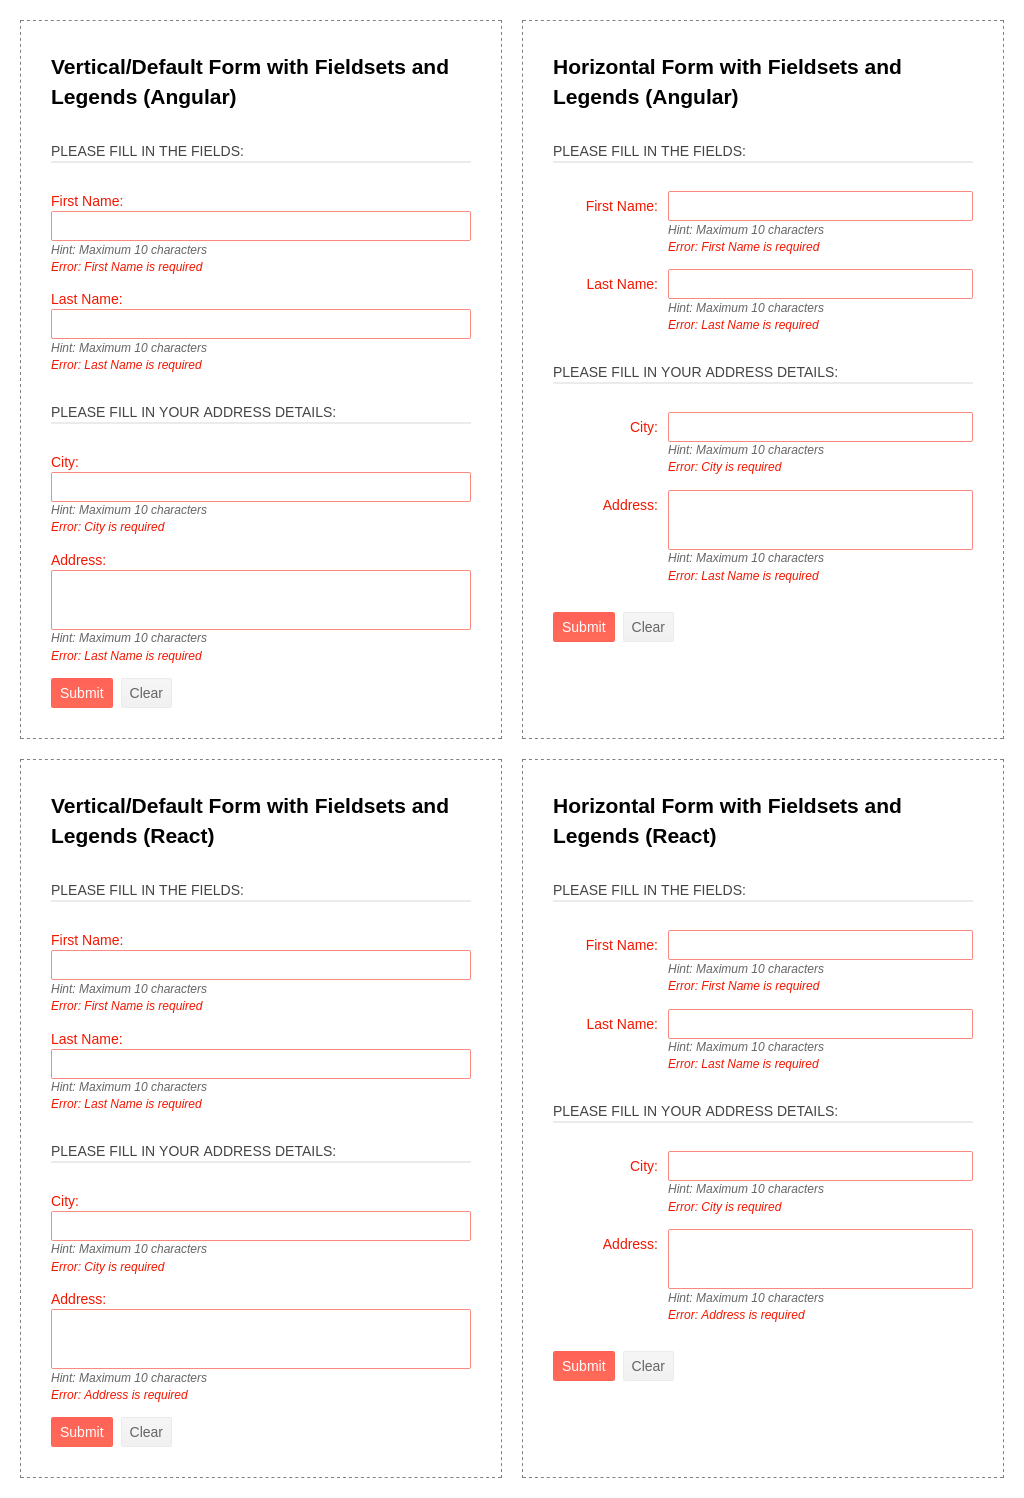 Vertical/Default Form with Fieldsets and
Legends (Angular)
PLEASE FILL IN THE FIELDS:
First Name:
Hint: Maximum 10 characters
Error: First Name is required
Last Name:
Hint: Maximum 10 characters
Error: Last Name is required
PLEASE FILL IN YOUR ADDRESS DETAILS:
City:
Hint: Maximum 10 characters
Error: City is required
Address:
Hint: Maximum 10 characters
Error: Last Name is required
Submit Clear
Horizontal Form with Fieldsets and
Legends (Angular)
PLEASE FILL IN THE FIELDS:
First Name:
Hint: Maximum 10 characters
Error: First Name is required
Last Name:
Hint: Maximum 10 characters
Error: Last Name is required
PLEASE FILL IN YOUR ADDRESS DETAILS:
City:
Hint: Maximum 10 characters
Error: City is required
Address:
Hint: Maximum 10 characters
Error: Last Name is required
Submit Clear
Vertical/Default Form with Fieldsets and
Legends (React)
PLEASE FILL IN THE FIELDS:
First Name:
Hint: Maximum 10 characters
Error: First Name is required
Last Name:
Hint: Maximum 10 characters
Error: Last Name is required
PLEASE FILL IN YOUR ADDRESS DETAILS:
City:
Hint: Maximum 10 characters
Error: City is required
Address:
Hint: Maximum 10 characters
Error: Address is required
Submit Clear
Horizontal Form with Fieldsets and
Legends (React)
PLEASE FILL IN THE FIELDS:
First Name:
Hint: Maximum 10 characters
Error: First Name is required
Last Name:
Hint: Maximum 10 characters
Error: Last Name is required
PLEASE FILL IN YOUR ADDRESS DETAILS:
City:
Hint: Maximum 10 characters
Error: City is required
Address:
Hint: Maximum 10 characters
Error: Address is required
Submit Clear